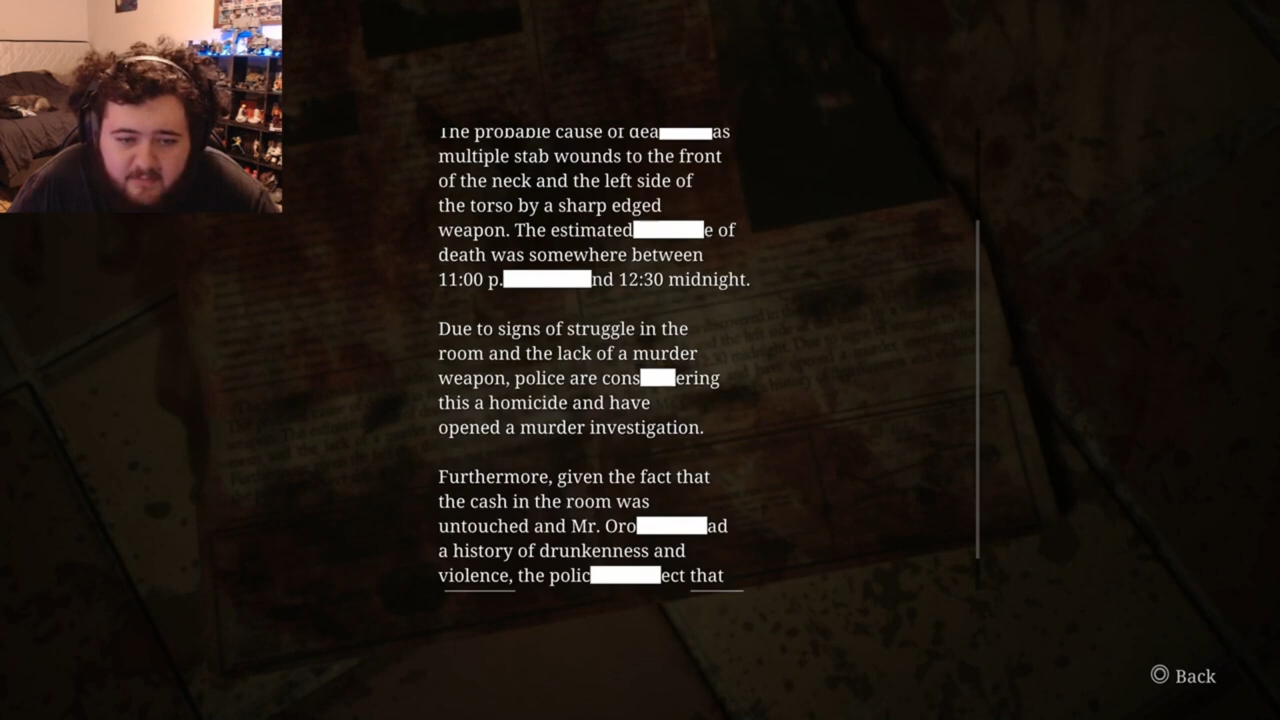 The probable cause of dea as
multiple stab wounds to the front
of the neck and the left side of
the torso by a sharp edged
weapon. The estimated e of
death was somewhere between
11:00 p. nd 12:30 midnight.
Due to signs of struggle in the
room and the lack of a murder
weapon, police are cons ering
this a homicide and have
opened a murder investigation.
Furthermore, given the fact that
the cash in the room was
untouched and Mr. Oro ad
a history of drunkenness and
violence, the polic ect that
Back